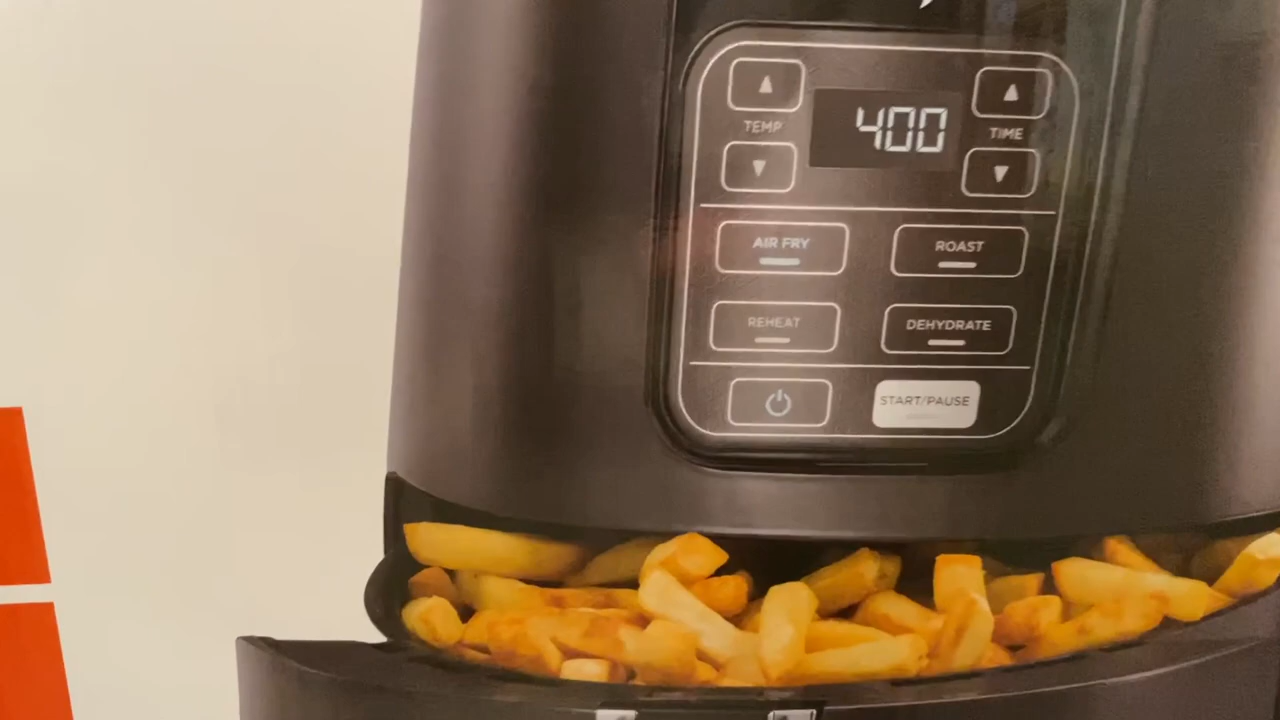 400
TEMP
TIME
AIR FRY
ROAST
REHEAT
DEHYDRATE
START/PAUSE